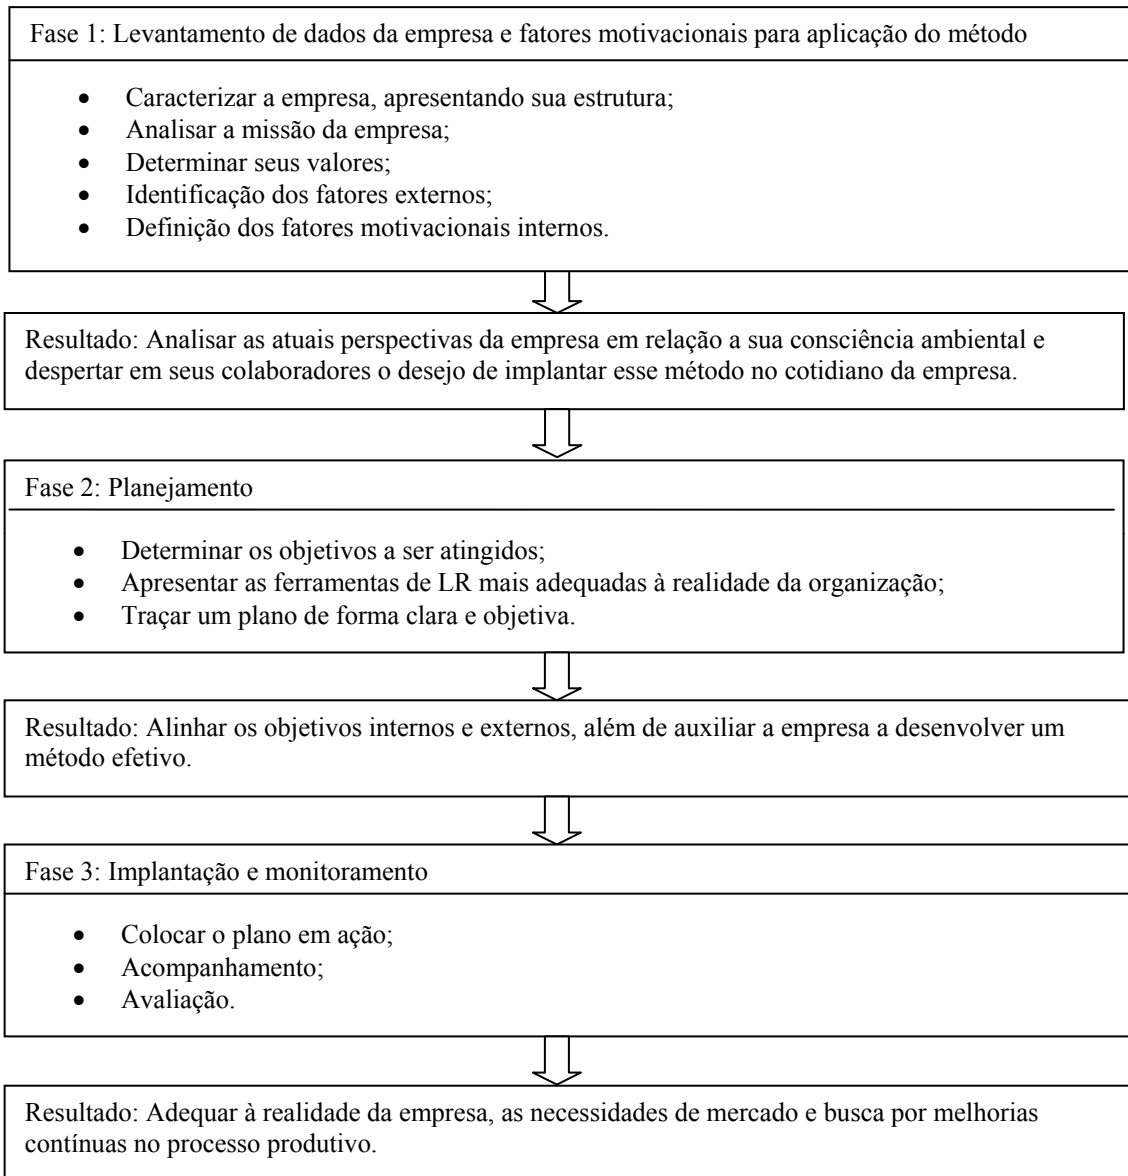 Fase 1: Levantamento de dados da empresa e fatores motivacionais para aplicação do método
• Caracterizar a empresa, apresentando sua estrutura;
• Analisar a missão da empresa;
• Determinar seus valores;
• Identificação dos fatores externos;
• Definição dos fatores motivacionais internos.
Resultado: Analisar as atuais perspectivas da empresa em relação a sua consciência ambiental e
despertar em seus colaboradores o desejo de implantar esse método no cotidiano da empresa.
Fase 2: Planejamento
• Determinar os objetivos a ser atingidos;
• Apresentar as ferramentas de LR mais adequadas à realidade da organização;
• Traçar um plano de forma clara e objetiva.
Resultado: Alinhar os objetivos internos e externos, além de auxiliar a empresa a desenvolver um
método efetivo.
Fase 3: Implantação e monitoramento
• Colocar o plano em ação;
• Acompanhamento;
• Avaliação.
Resultado: Adequar à realidade da empresa, as necessidades de mercado e busca por melhorias
contínuas no processo produtivo.